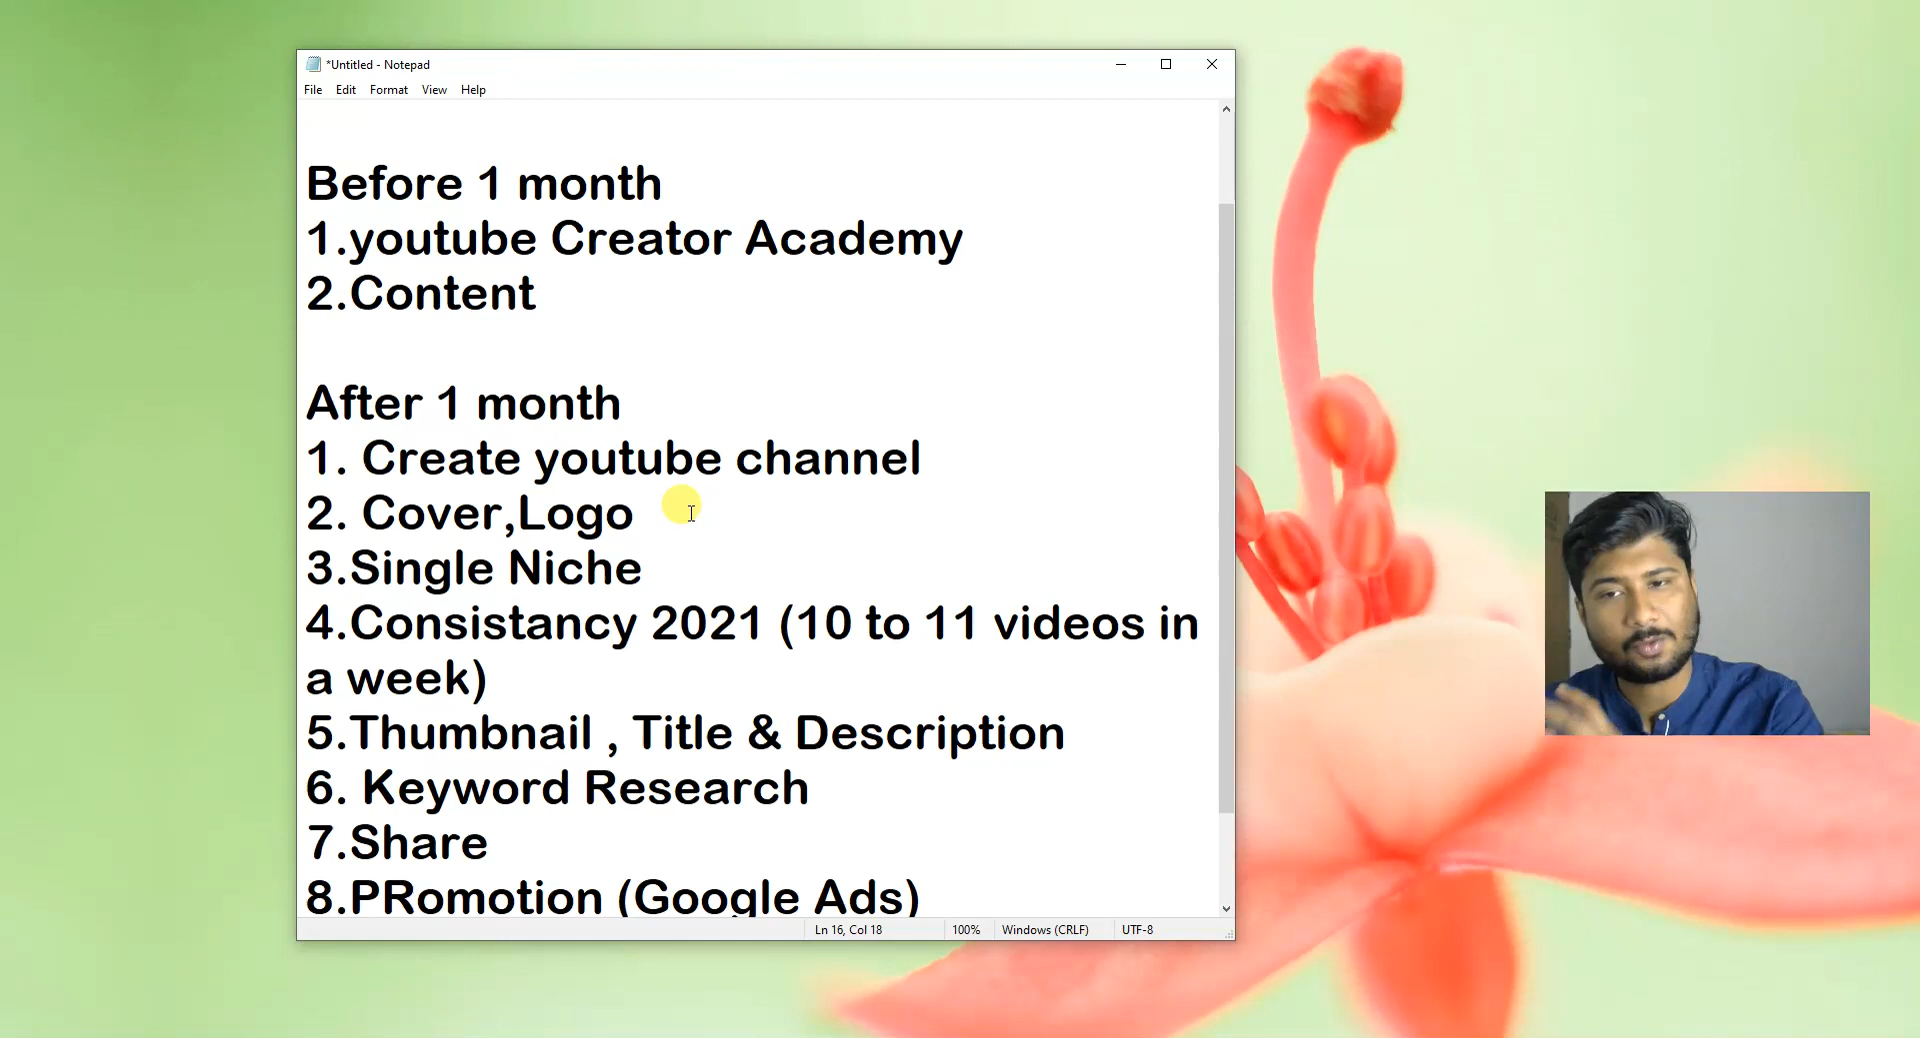 *Untitled - Notepad
File Edit Format View Help
Before 1 month
1.youtube Creator Academy
2.Content
After 1 month
1. Create youtube channel
2. Cover,Logo
3.Single Niche
4.Consistancy 2021 (10 to 11 videos in
a week)
5.Thumbnail , Title & Description
6. Keyword Research
7.Share
8.PRomotion (Google Ads)
Ln 16, Col 18 100% Windows (CRLF) UTF-8